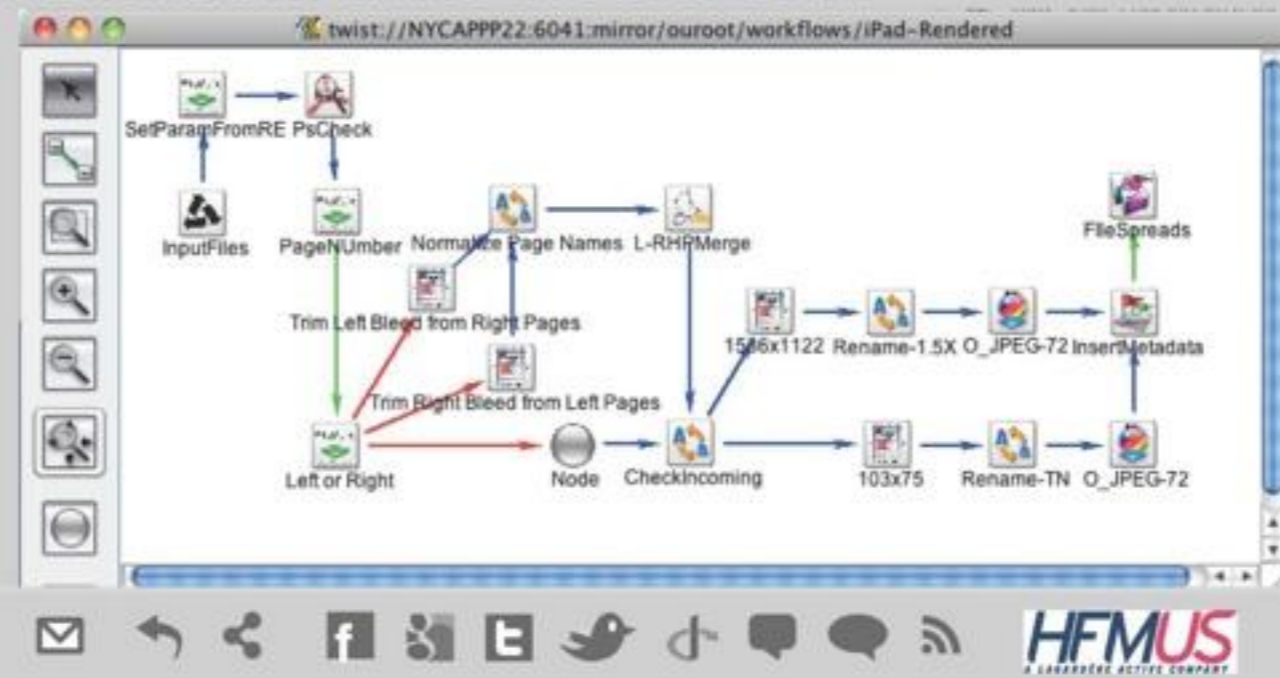 twist://NYCAPPP22:6041:mirror/ouroot/workflows/iPad-Rendered
SetParamFromRE PsCheck
InputFiles PageNUmber Normalize Page Names L-RHPMerge FIleSpreads
Trim Left Bleed from Right Pages
1536x1122 Rename-1.5X O_JPEG-72 InsertMetadata
Trim Right Bleed from Left Pages
Left or Right Node CheckIncoming 103x75 Rename-TN O_JPEG-72
HFMUS
A LAGARDÈRE ACTIVE COMPANY